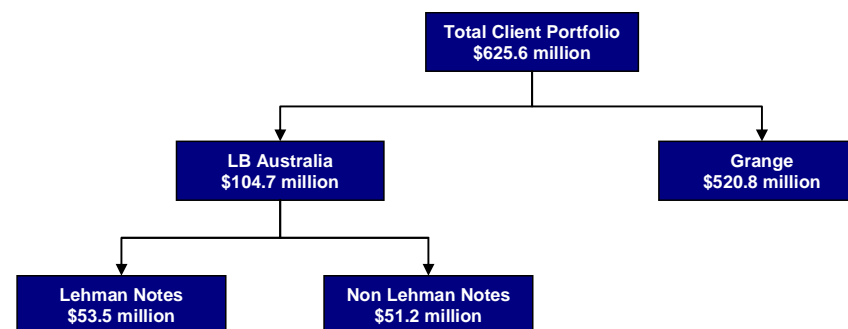 Total Client Portfolio
$625.6 million
LB Australia
$104.7 million
Grange
$520.8 million
Lehman Notes
$53.5 million
Non Lehman Notes
$51.2 million